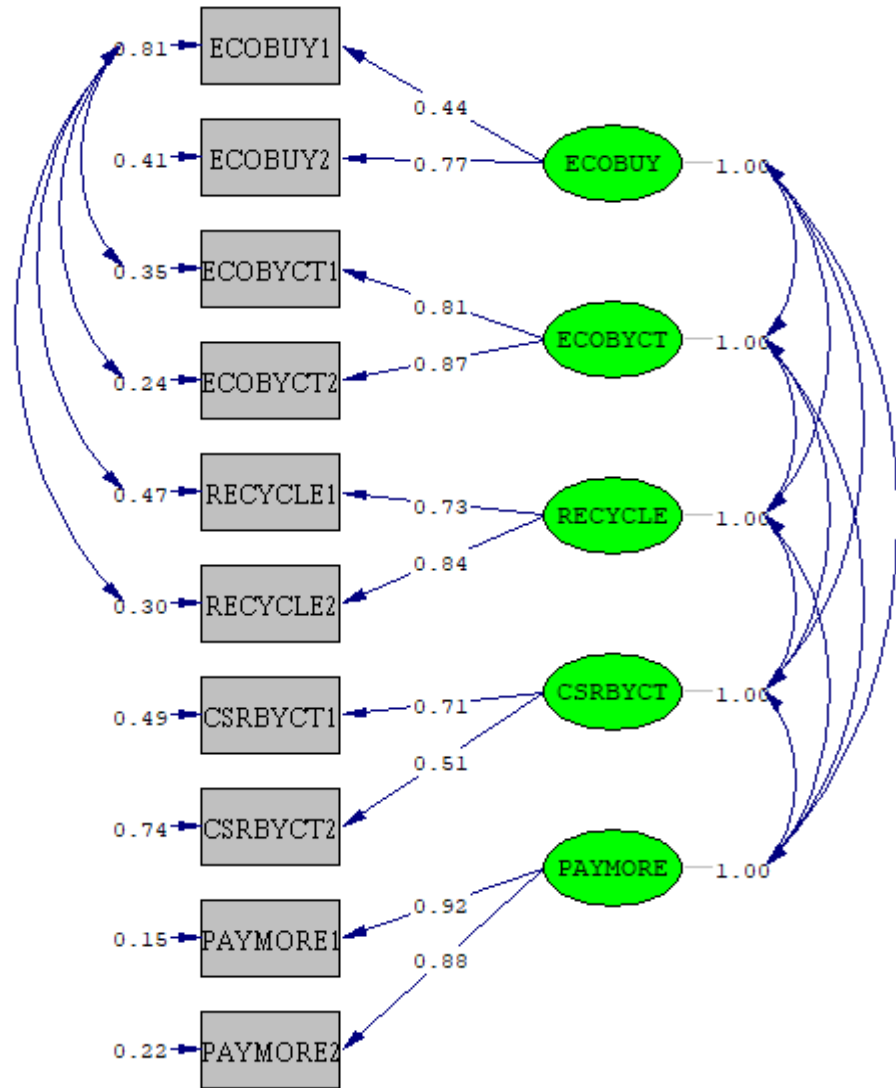 0.81 ECOBUY1
0.44
0.41 ECOBUY2 0.77 ECOBUY 1.00
0.35 ECOBYCT1
0.81
ECOBYCT 1.00
0.87
0.24 ECOBYCT2
0.47 RECYCLE1 0.73
RECYCLE 1.00
0.84
0.30 RECYCLE2
CSRBYCT 1.00
0.49 CSRBYCT1 0.71
0.51
0.74 CSRBYCT2
PAYMORE 1.00
0.92
0.15 PAYMORE1
0.88
0.22 PAYMORE2